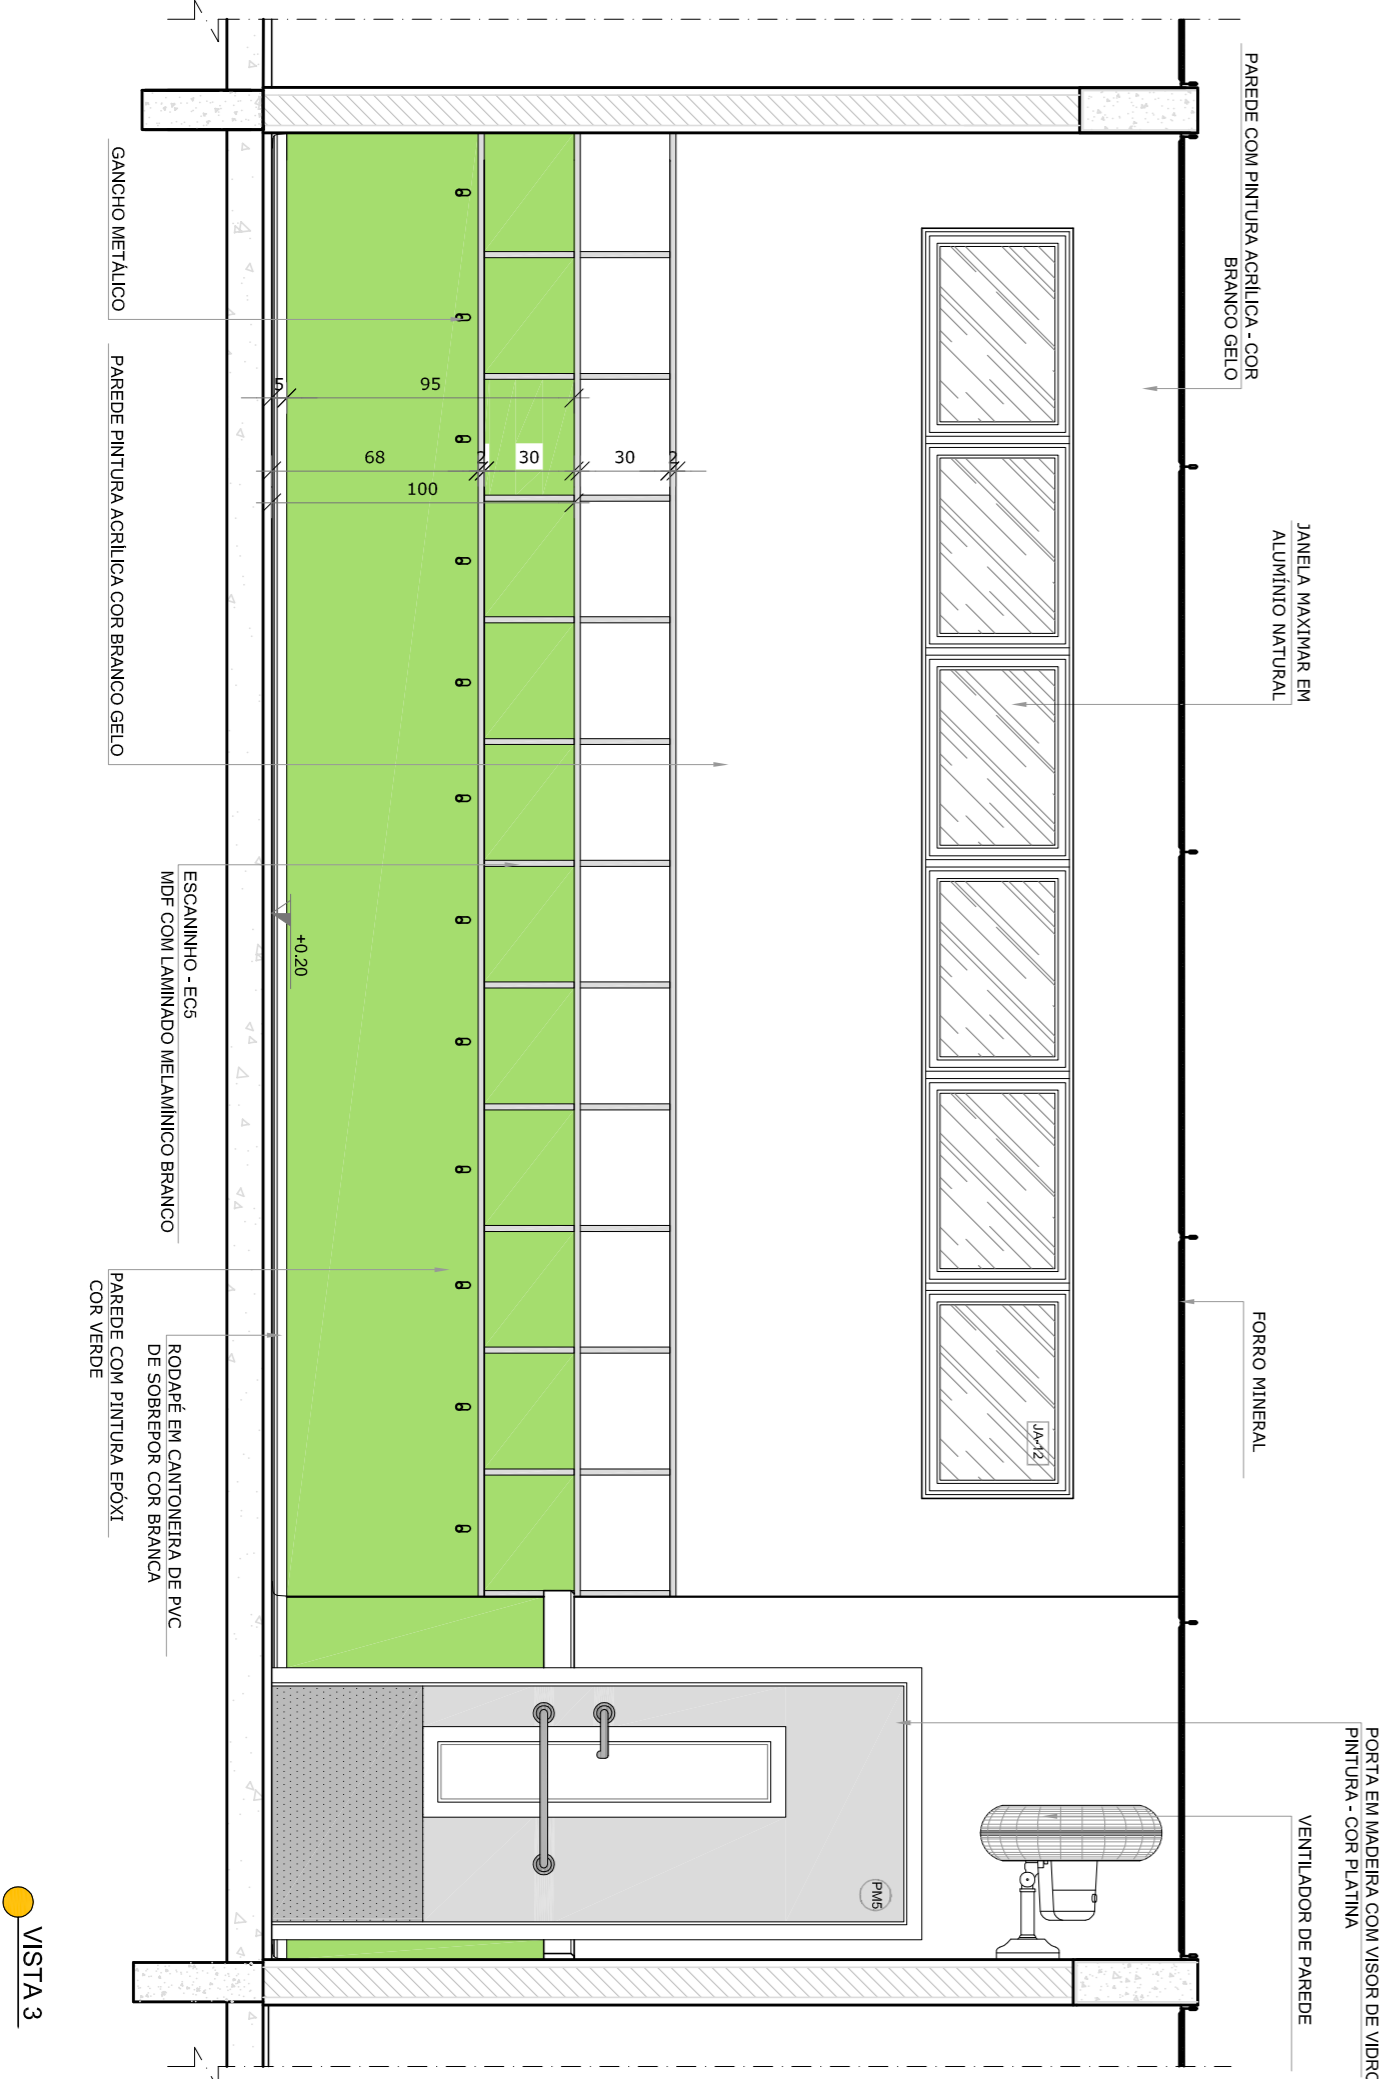 PAREDE COM PINTURA ACRÍLICA - COR
BRANCO GELO
JANELA MAXIMAR EM
ALUMÍNIO NATURAL
FORRO MINERAL
PORTA EM MADEIRA COM VISOR DE VIDRO
PINTURA - COR PLATINA
VENTILADOR DE PAREDE
JA-12
PM5
5
95
68
2
30
30
2
100
+0.20
GANCHO METÁLICO
PAREDE PINTURA ACRÍLICA COR BRANCO GELO
ESCANINHO - EC5
MDF COM LAMINADO MELAMÍNICO BRANCO
PAREDE COM PINTURA EPÓXI
COR VERDE
RODAPÉ EM CANTONEIRA DE PVC
DE SOBREPOR COR BRANCA
VISTA 3